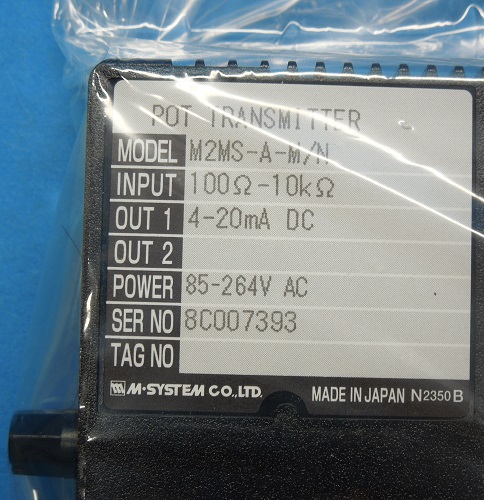 POT TRANSMITTER
MODEL M2MS-A-M/N
INPUT 100Ω-10kΩ
OUT 1 4-20mA DC
OUT 2
POWER 85-264V AC
SER NO 8C007393
TAG NO
M-SYSTEM CO.,LTD. MADE IN JAPAN N2350B